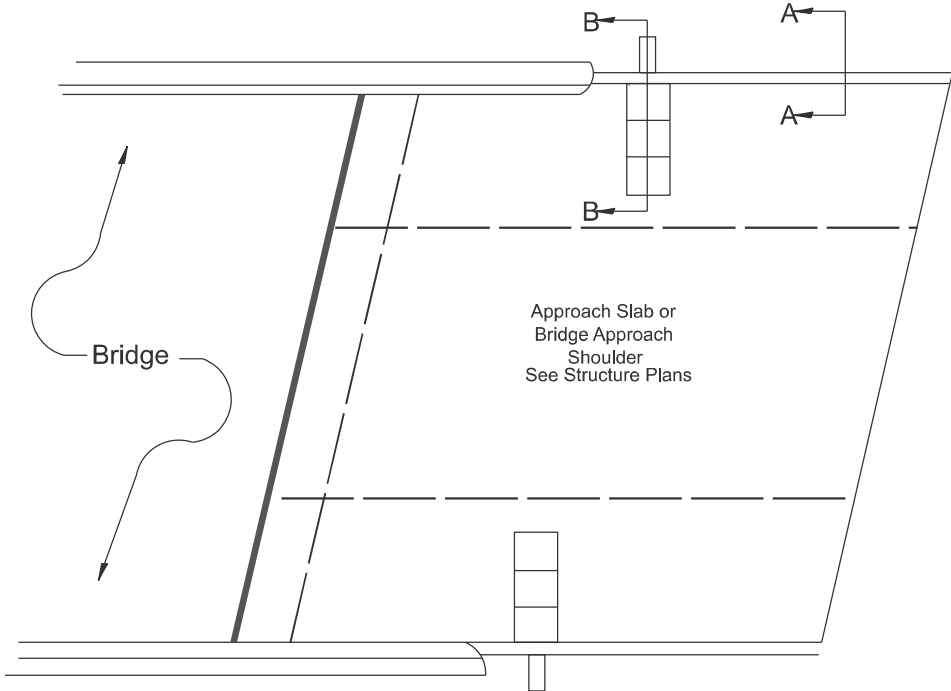 A
B
A
B
Approach Slab or
Bridge Approach
Shoulder
See Structure Plans
Bridge